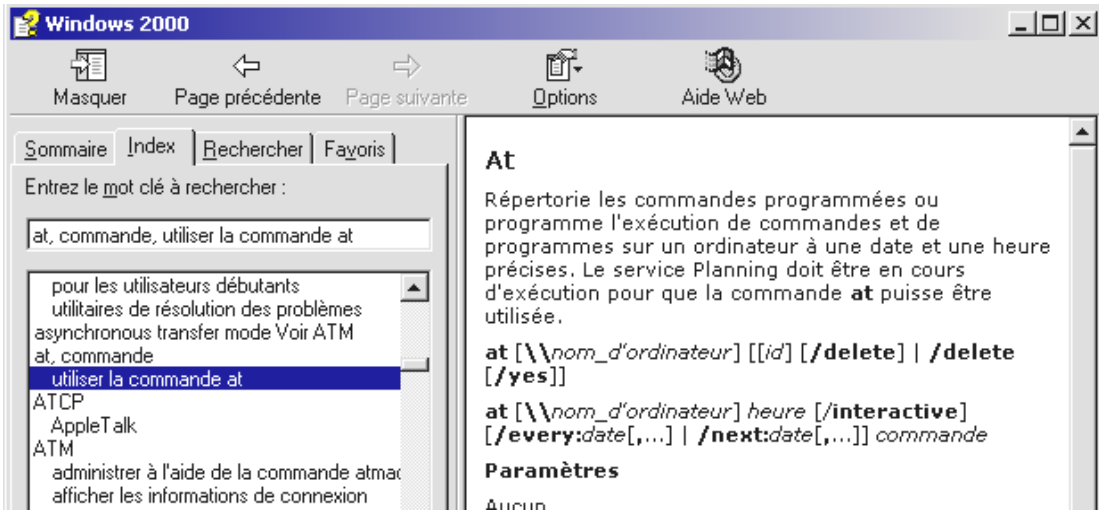 Windows 2000
Masquer Page précédente Page suivante Options Aide Web
Sommaire Index Rechercher Favoris
Entrez le mot clé à rechercher :
at, commande, utiliser la commande at
pour les utilisateurs débutants
utilitaires de résolution des problèmes
asynchronous transfer mode Voir ATM
at, commande
utiliser la commande at
ATCP
AppleTalk
ATM
administrer à l'aide de la commande atmad
afficher les informations de connexion
At
Répertorie les commandes programmées ou
programme l'exécution de commandes et de
programmes sur un ordinateur à une date et une heure
précises. Le service Planning doit être en cours
d'exécution pour que la commande at puisse être
utilisée.
at [\\nom_d'ordinateur] [[id] [/delete] | /delete
[/yes]]
at [\\nom_d'ordinateur] heure [/interactive]
[/every:date[,...] | /next:date[,...]] commande
Paramètres
Aucun